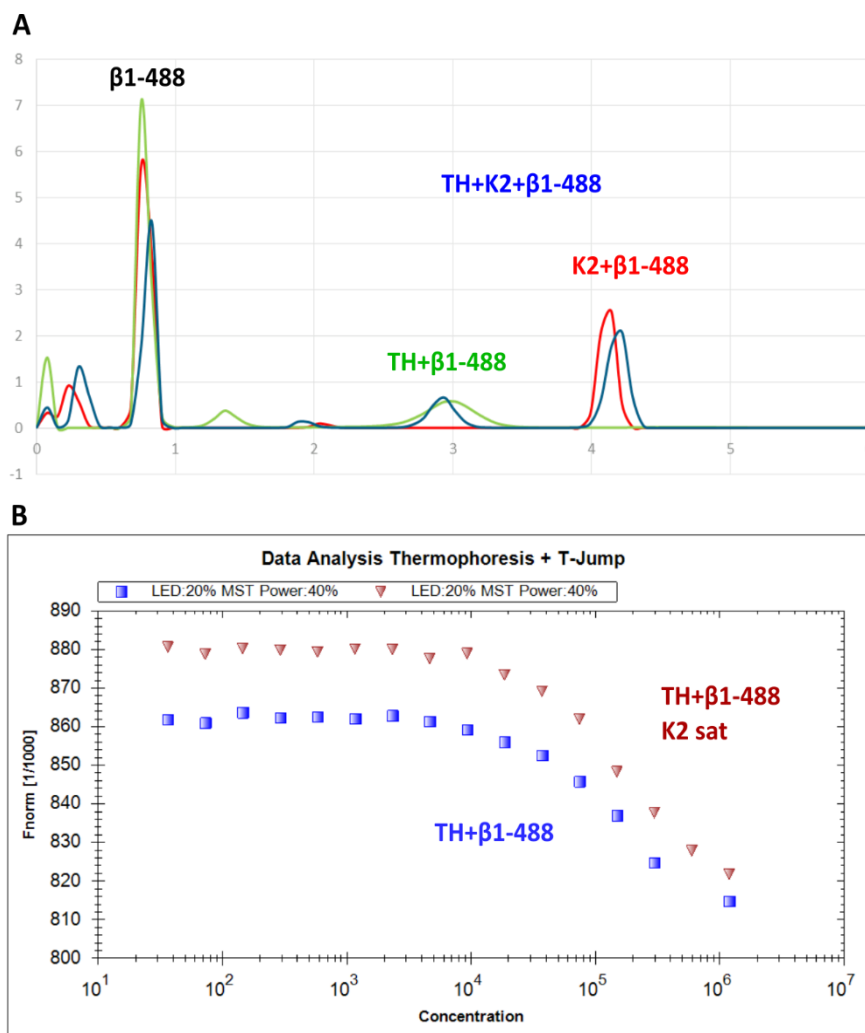 A
8
β1-488
7
6
5
TH+K2+β1-488
4
K2+β1-488
3
2
TH+β1-488
1
0
0 1 2 3 4 5
-1
B
Data Analysis Thermophoresis + T-Jump
LED:20% MST Power:40% LED:20% MST Power:40%
890
880
870
TH+β1-488
K2 sat
860
850
840
TH+β1-488
830
820
810
800
Fnorm [1/1000]
10¹ 10² 10³ 10⁴ 10⁵ 10⁶ 10⁷
Concentration